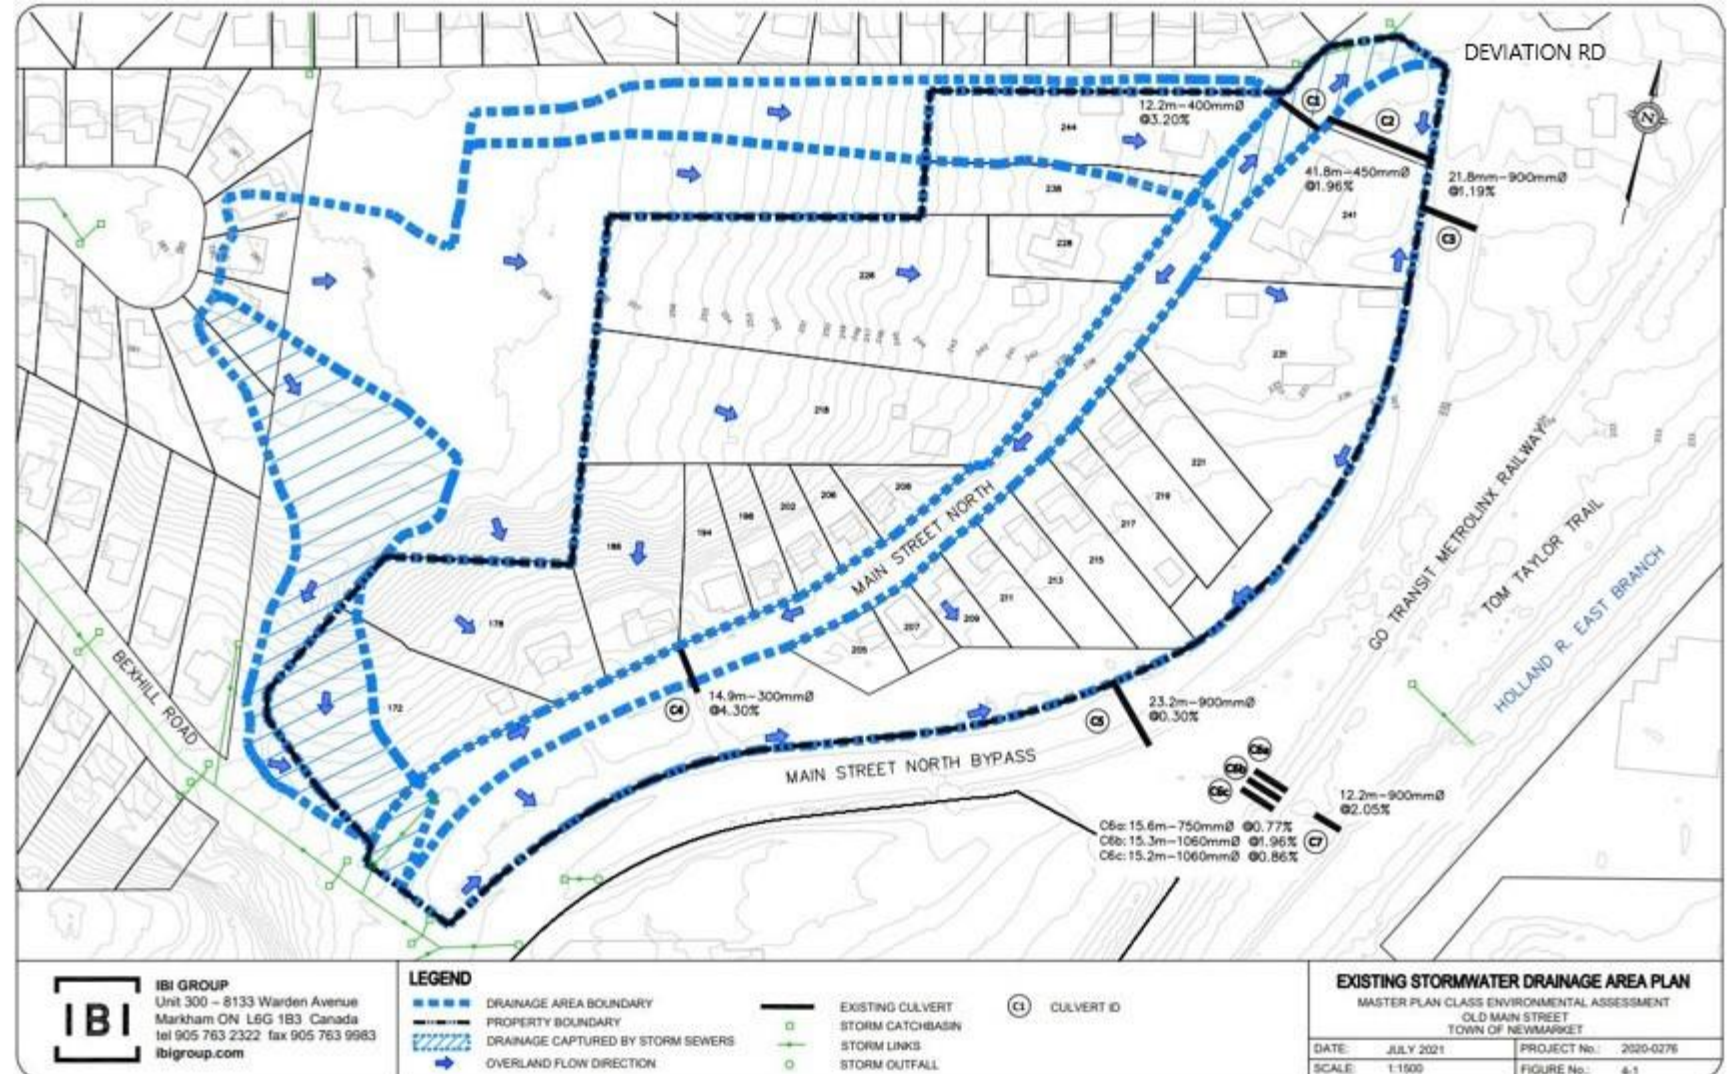 DEVIATION RD
12.2m-400mmØ
@3.20%
C1
C2
244
41.8m-450mmØ
@1.96%
21.8mm-900mmØ
@1.19%
238
241
C3
228
226
231
218
221
219
217
215
213
211
209
207
205
208
206
202
198
194
186
178
172
MAIN STREET NORTH
GO TRANSIT METROLINX RAILWAY
TOM TAYLOR TRAIL
HOLLAND R. EAST BRANCH
BEXHILL ROAD
C4
14.9m-300mmØ
@4.30%
C5
23.2m-900mmØ
@0.30%
MAIN STREET NORTH BYPASS
C6a
C6b
C6c
12.2m-900mmØ
@2.05%
C7
C6a: 15.6m-750mmØ @0.77%
C6b: 15.3m-1060mmØ @1.96%
C6c: 15.2m-1060mmØ @0.86%
IBI
IBI GROUP
Unit 300 – 8133 Warden Avenue
Markham ON L6G 1B3 Canada
tel 905 763 2322 fax 905 763 9983
ibigroup.com
LEGEND
DRAINAGE AREA BOUNDARY
PROPERTY BOUNDARY
DRAINAGE CAPTURED BY STORM SEWERS
OVERLAND FLOW DIRECTION
EXISTING CULVERT
STORM CATCHBASIN
STORM LINKS
STORM OUTFALL
C1 CULVERT ID
EXISTING STORMWATER DRAINAGE AREA PLAN
MASTER PLAN CLASS ENVIRONMENTAL ASSESSMENT
OLD MAIN STREET
TOWN OF NEWMARKET
DATE: JULY 2021 PROJECT No.: 2020-0276
SCALE: 1:1500 FIGURE No.: 4-1